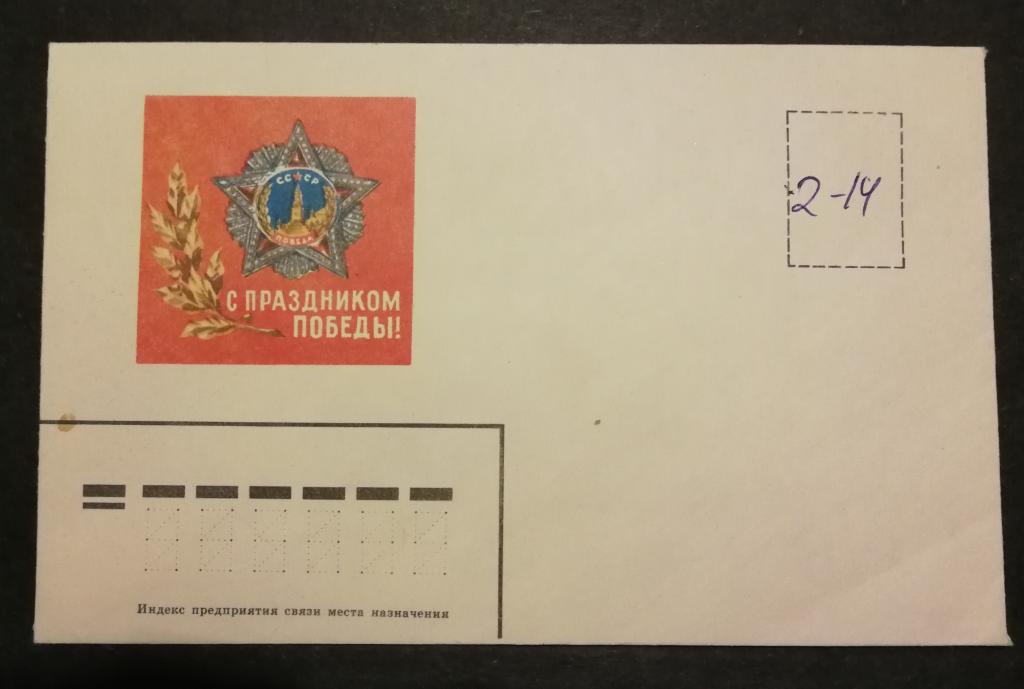 СССР
ПОБЕДА
С ПРАЗДНИКОМ
ПОБЕДЫ!
2-14
Индекс предприятия связи места назначения